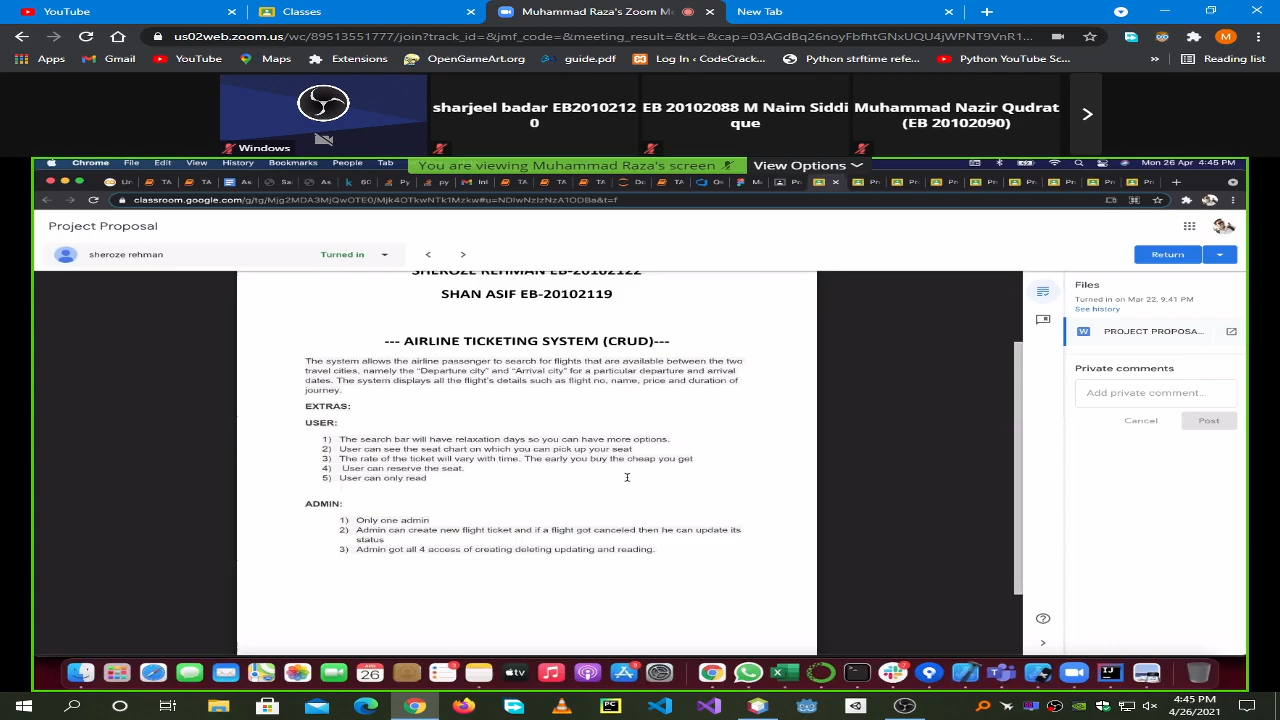 YouTube
Classes
Muhammad Raza's Zoom Me
New Tab
us02web.zoom.us/wc/89513551777/join?track_id=&jmf_code=&meeting_result=&tk=&cap=03AGdBq26noyFbfhtGNxUQU4jWPNT9VnR1...
Apps
Gmail
YouTube
Maps
Fortunate
OpenGenus
guide.pdf
Log In ‹ CodeCrack...
Python strftime cod...
Python YouTube Sc...
»
Reading list
sharjeel badar EB2010212
0
EB 20102088 M Naim Siddi
que
Muhammad Nazir Qudrat
(EB 20102090)
Windows
Chrome File Edit View History Bookmarks People Tab
You are viewing Muhammad Raza's screen
View Options
Mon 26 Apr 4:45 PM
Project Proposal
sheroze rehman
Turned in
Return
SHEROZE REHMAN EB-20102122
SHAN ASIF EB-20102119
--- AIRLINE TICKETING SYSTEM (CRUD)---
The system allows the airline passenger to search for flights that are available between the two
travel cities, namely the “Departure city” and “Arrival city” for a particular departure and arrival
dates. The system displays all the flight's details such as flight no, name, price and duration of
journey.
EXTRAS:
USER:
1) The search bar will have relaxation days so you can have more options.
2) User can see the seat chart on which you can pick up your seat
3) The rate of the ticket will vary with time. The early you buy the cheap you get
4) User can reserve the seat.
5) User can only read
ADMIN:
1) Only one admin
2) Admin can create new flight ticket and if a flight got canceled then he can update its
status
3) Admin got all 4 access of creating deleting updating and reading.
Files
Turned in on Mar 22, 9:41 PM
See history
PROJECT PROPOSA...
Private comments
Add private comment...
Cancel
Post
4:45 PM
4/26/2021